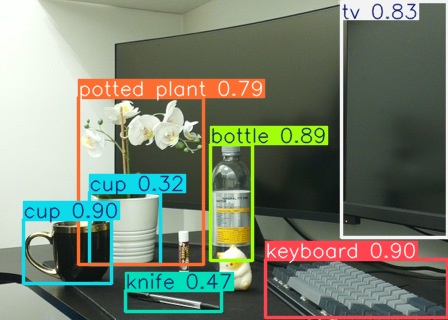 tv 0.83
potted plant 0.79
bottle 0.89
cup 0.32
cup 0.90
keyboard 0.90
knife 0.47